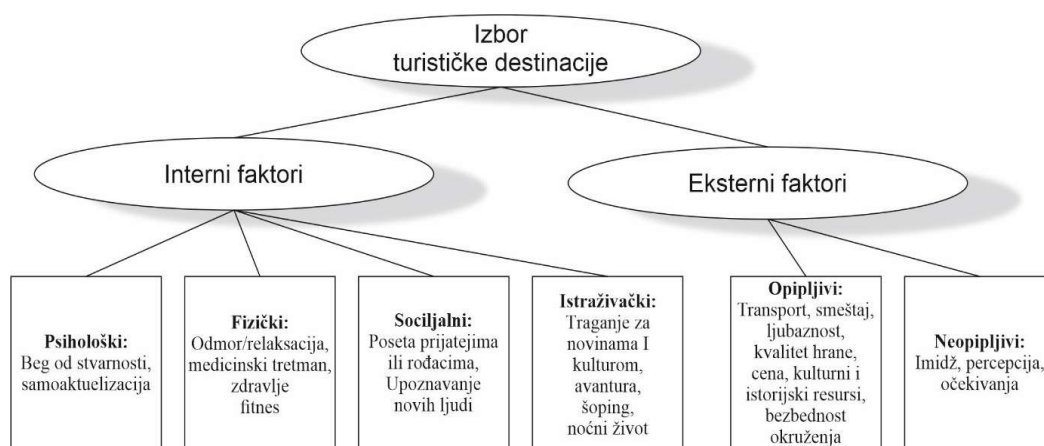 Izbor
turističke destinacije
Interni faktori
Eksterni faktori
Psihološki:
Beg od stvarnosti,
samoaktuelizacija
Fizički:
Odmor/relaksacija,
medicinski tretman,
zdravlje
fitnes
Sociljalni:
Poseta prijatejima
ili rođacima,
Upoznavanje
novih ljudi
Istraživački:
Traganje za
novinama I
kulturom,
avantura,
šoping,
noćni život
Opipljivi:
Transport, smeštaj,
ljubaznost,
kvalitet hrane,
cena, kulturni i
istorijski resursi,
bezbednost
okruženja
Neopipljivi:
Imidž, percepcija,
očekivanja